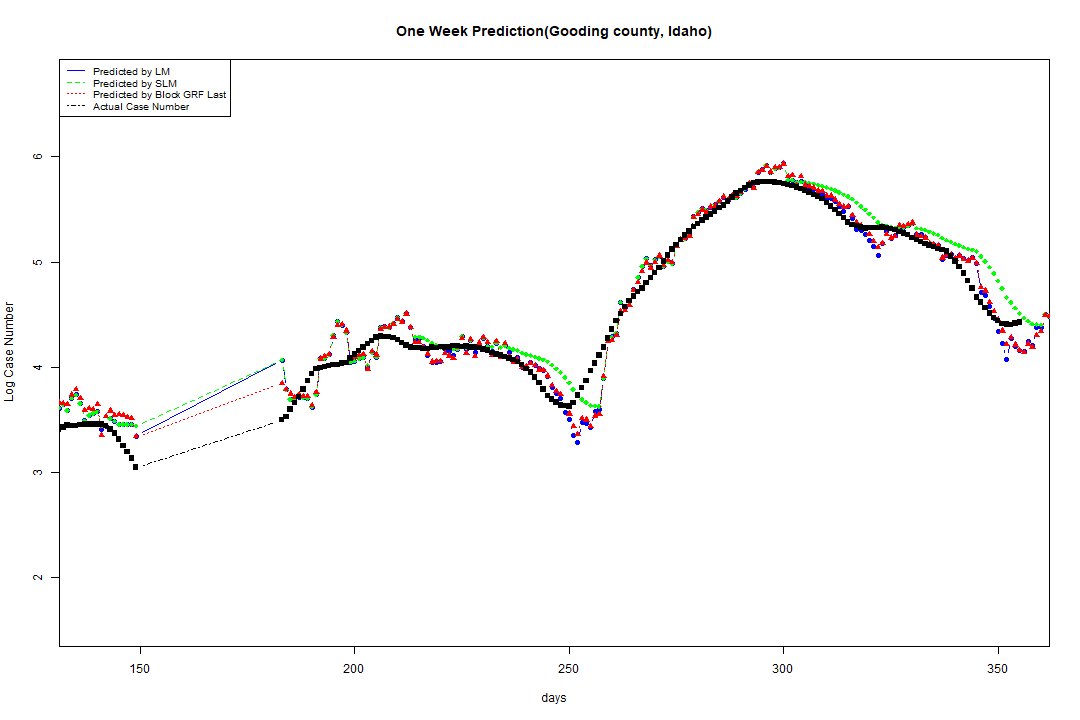 One Week Prediction(Gooding county, Idaho)
Predicted by LM
Predicted by SLM
Predicted by Block GRF Last
Actual Case Number
6
5
4
3
2
Log Case Number
150 200 250 300 350
days